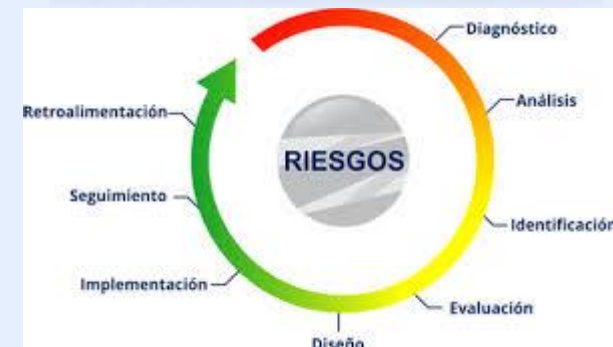 Diagnóstico
Análisis
Identificación
Evaluación
Diseño
Implementación
Seguimiento
Retroalimentación
RIESGOS